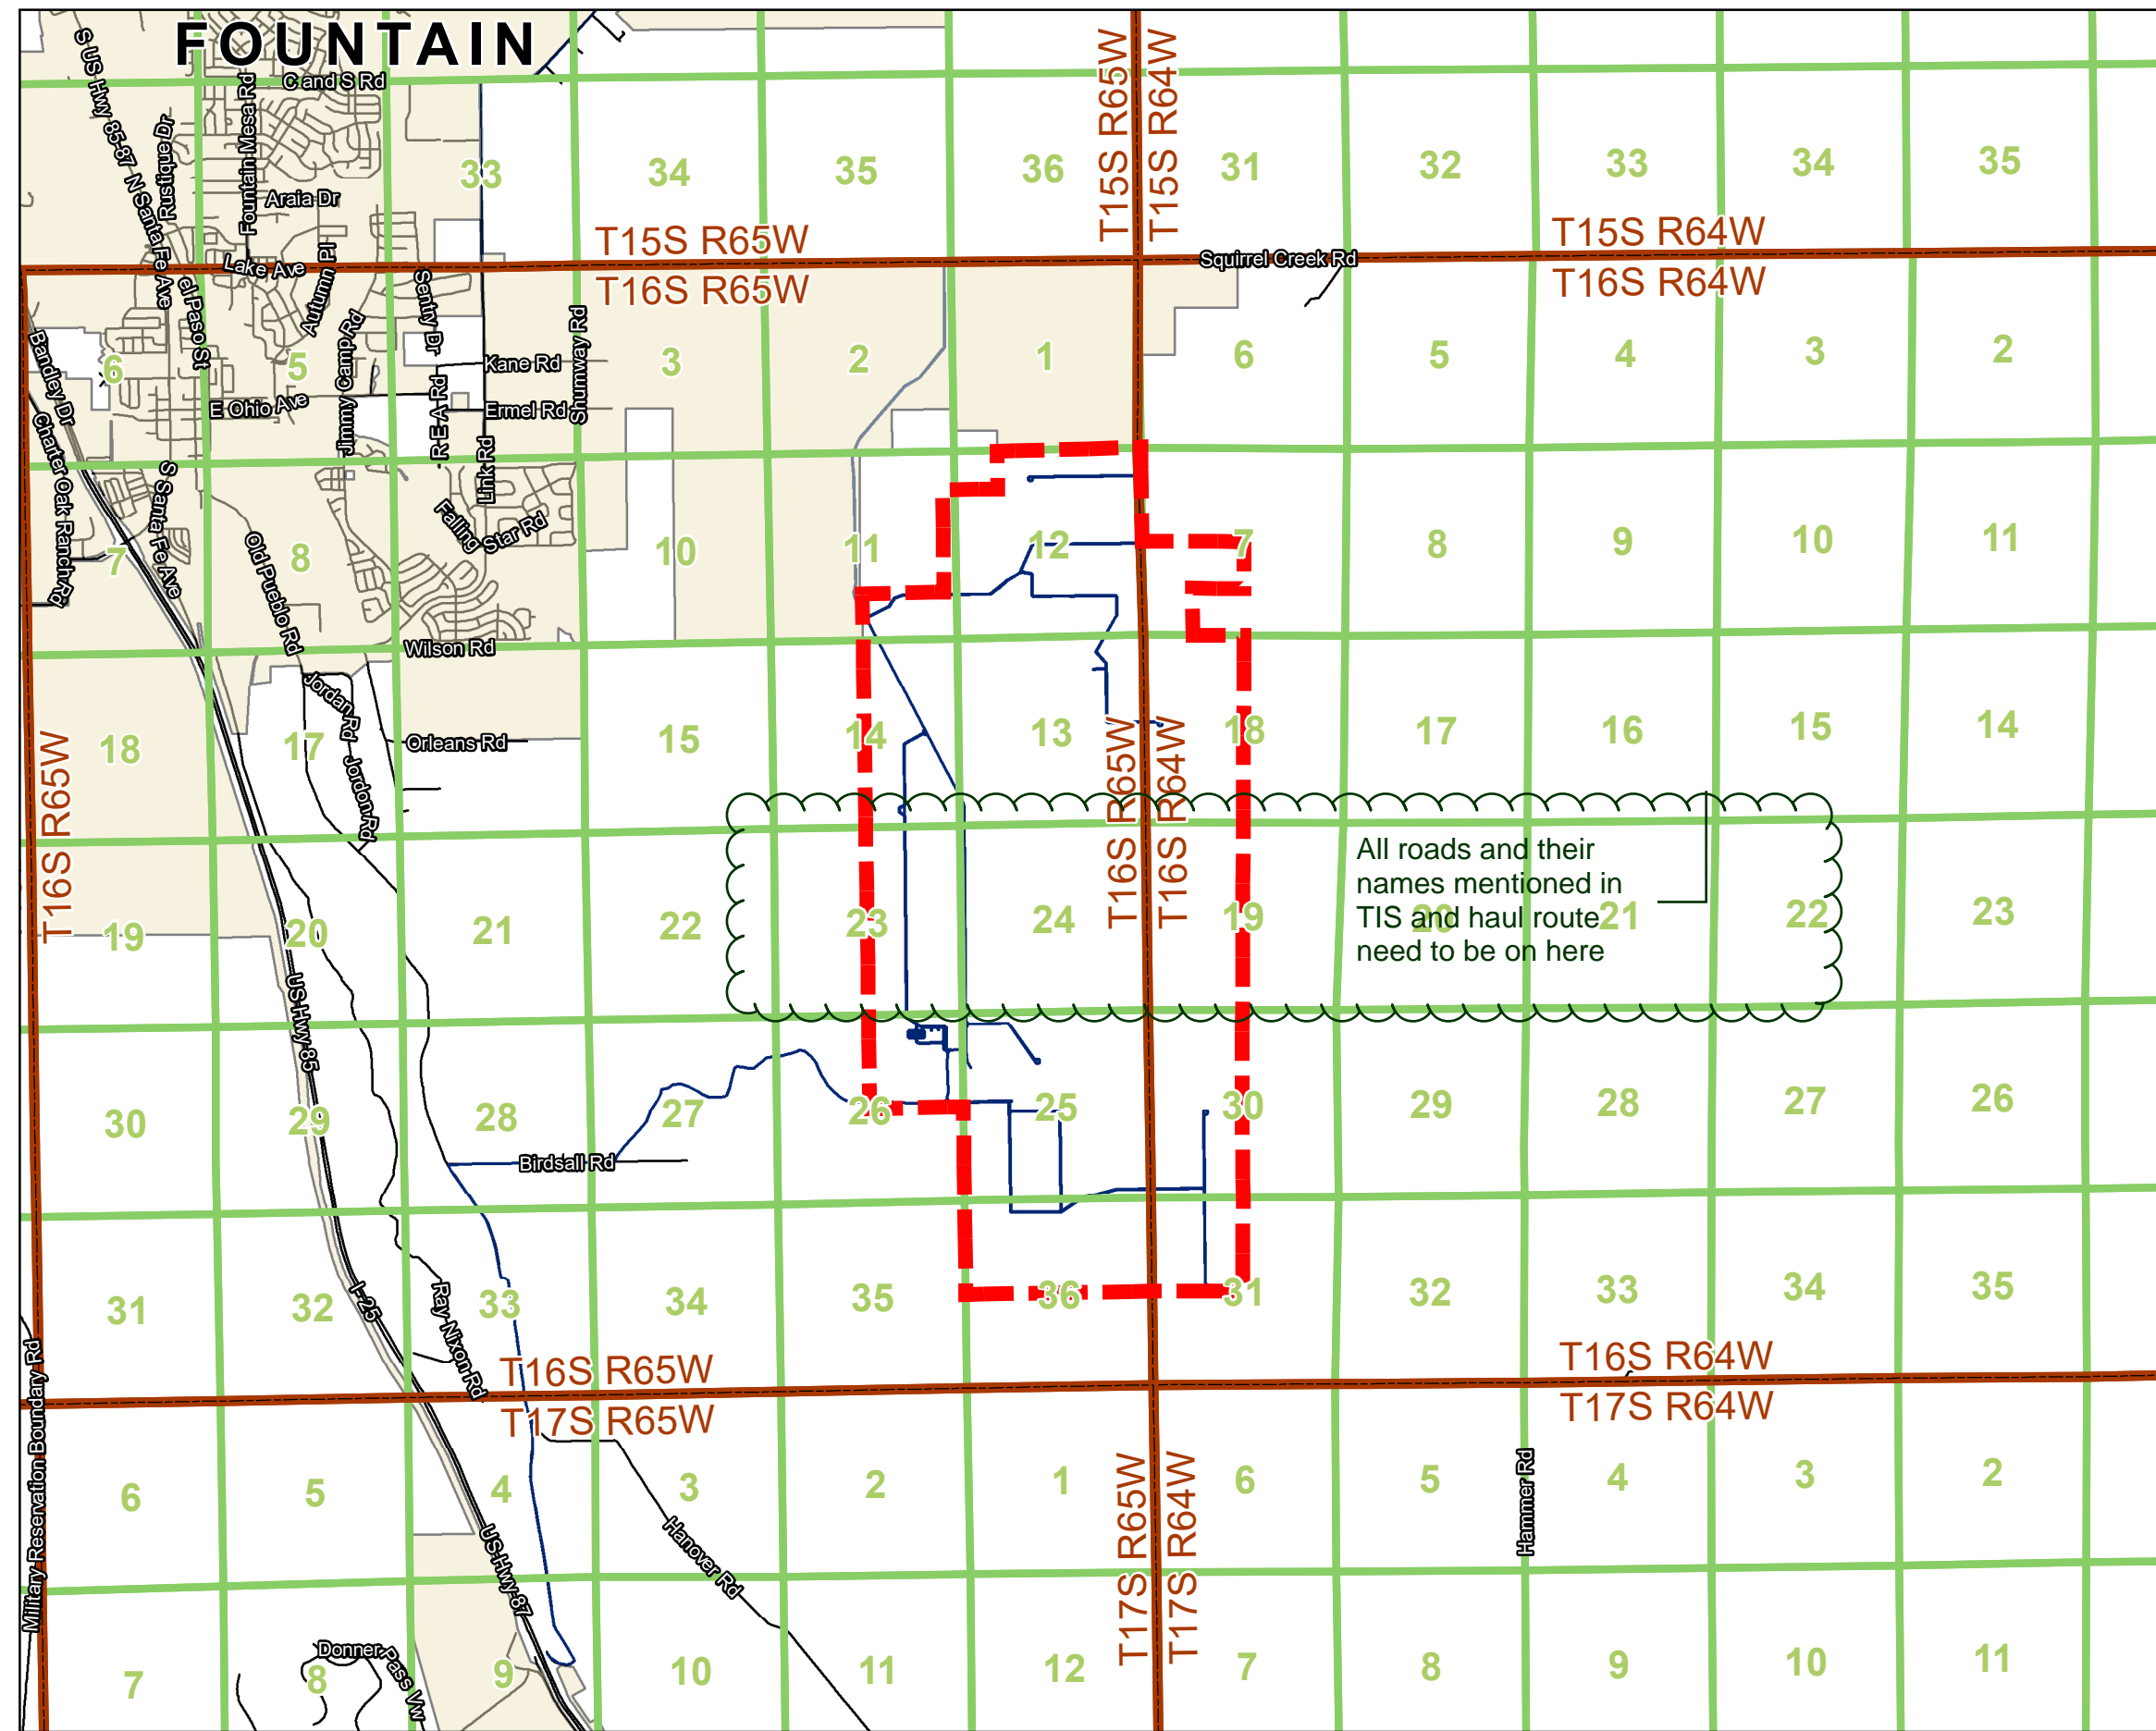 FOUNTAIN
S US Hwy 85-87
N Santa Fe Ave
Rustique Dr
Fountain Mesa Rd
C and S Rd
Araia Dr
Lake Ave
Autumn Pl
el Paso St
Sentry Dr
Jimmy Camp Rd
Shumway Rd
Kane Rd
Ermel Rd
R E A Rd
Link Rd
E Ohio Ave
Bandley Dr
Charter Oak Ranch Rd
S Santa Fe Ave
Old Pueblo Rd
Falling
Star Rd
Wilson Rd
Jordan Rd
Jordon Rd
Orleans Rd
Squirrel Creek Rd
T15S R65W
T15S R64W
33
34
35
36
31
32
33
34
35
T15S R65W
T16S R65W
T15S R64W
T16S R64W
6
5
3
2
1
6
5
4
3
2
7
8
10
11
12
7
8
9
10
11
18
17
15
14
13
18
17
16
15
14
T16S R65W
T16S R65W
T16S R64W
All roads and their
names mentioned in
TIS and haul route
need to be on here
19
20
21
22
23
24
19
20
21
22
23
US Hwy 85
30
29
28
27
26
25
30
29
28
27
26
Birdsall Rd
31
32
33
34
35
36
31
32
33
34
35
I-25
Ray Nixon Rd
Military Reservation Boundary Rd
T16S R65W
T17S R65W
T16S R64W
T17S R64W
6
5
4
3
2
1
6
5
4
3
2
T17S R65W
T17S R64W
Hammer Rd
Hanover Rd
US Hwy 87
Donner Pass Vw
7
8
9
10
11
12
7
8
9
10
11